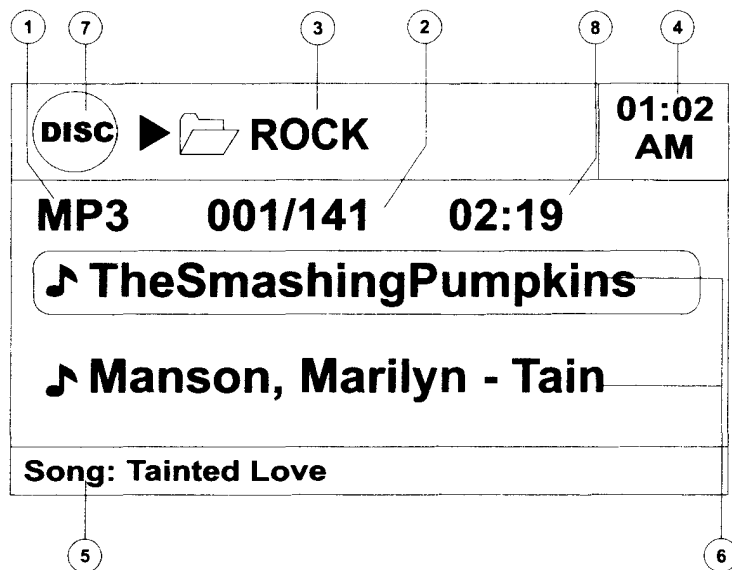 1 7 3 2 8 4
DISC ROCK 01:02
AM
MP3 001/141 02:19
TheSmashingPumpkins
Manson, Marilyn - Tain
Song: Tainted Love
5 6